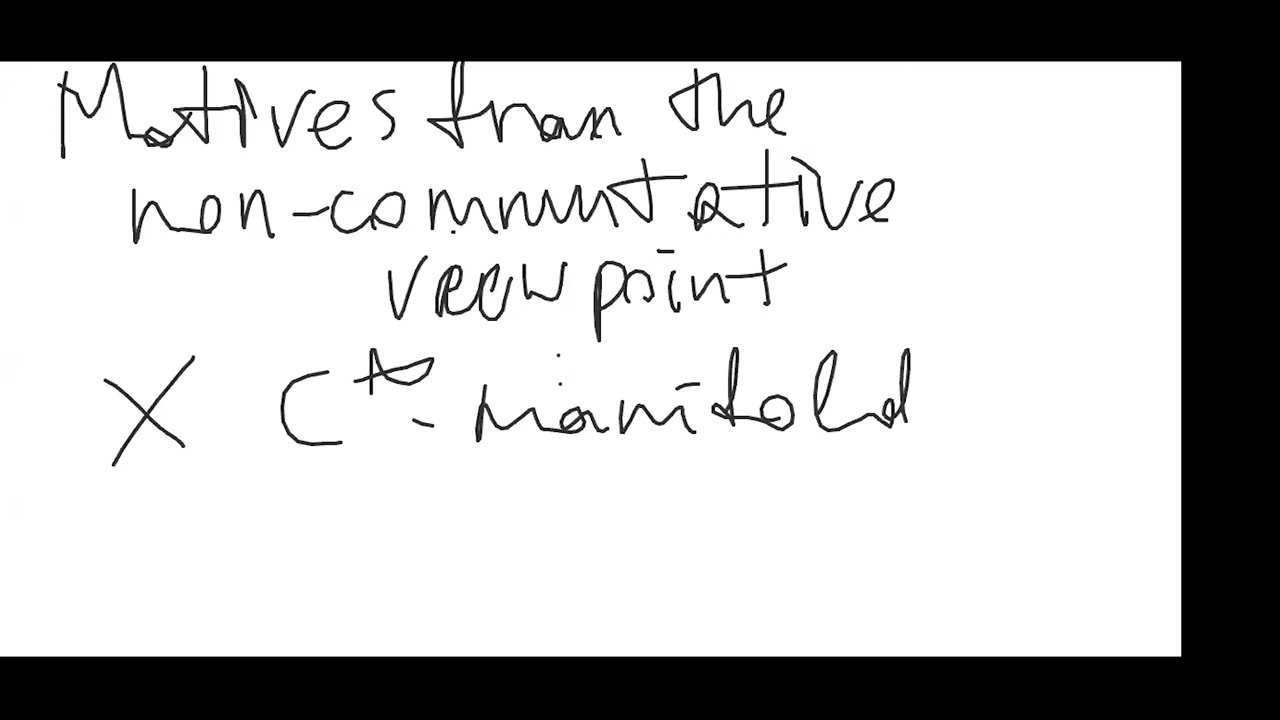 Motives from the
non-commutative
viewpoint
X C^∞-manifold